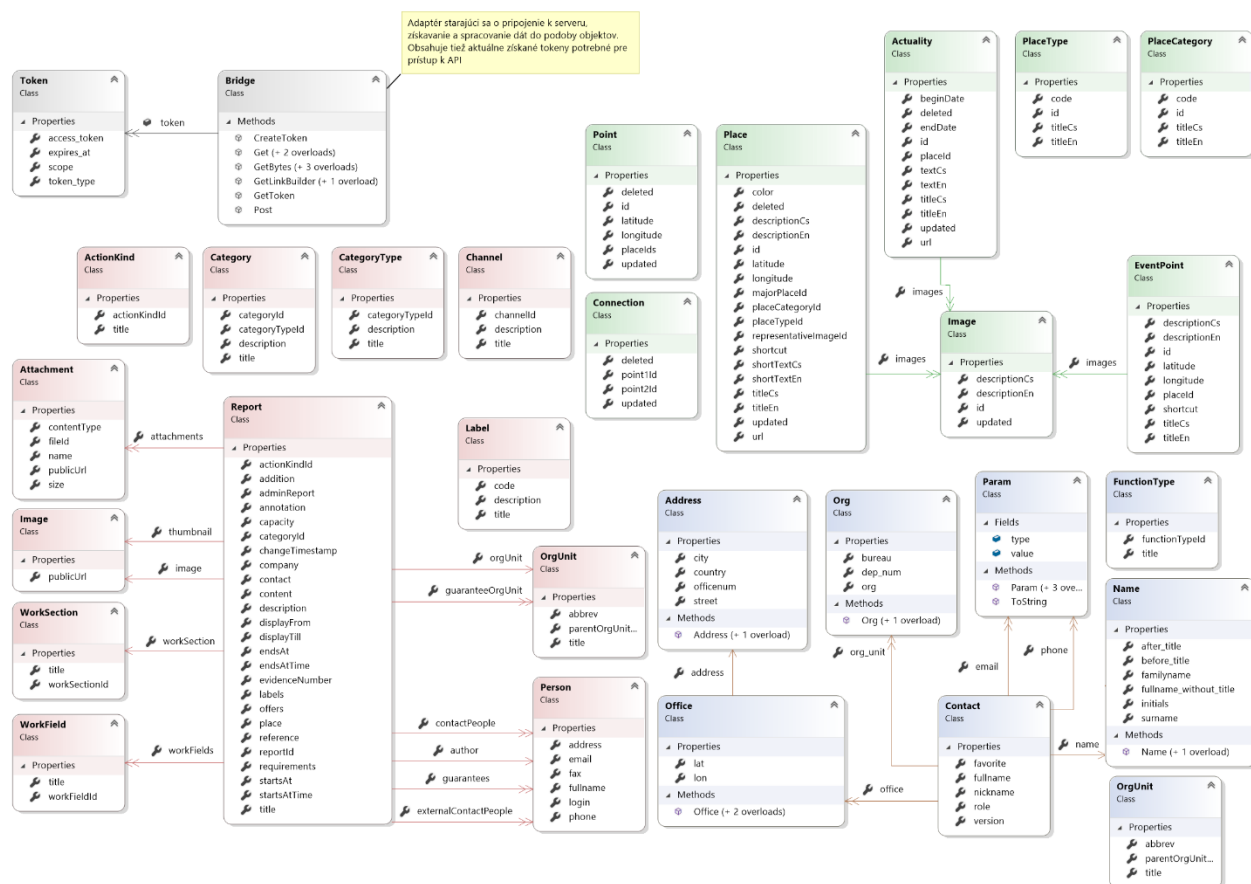 Adaptér starajúci sa o pripojenie k serveru,
získavanie a spracovanie dát do podoby objektov.
Obsahuje tiež aktuálne získané tokeny potrebné pre
prístup k API
Token
Class
Properties
access_token
expires_at
scope
token_type
token
Bridge
Class
Methods
CreateToken
Get (+ 2 overloads)
GetBytes (+ 3 overloads)
GetLinkBuilder (+ 1 overload)
GetToken
Post
Point
Class
Properties
deleted
id
latitude
longitude
placeIds
updated
Place
Class
Properties
color
deleted
descriptionCs
descriptionEn
id
latitude
longitude
majorPlaceId
placeCategoryId
placeTypeId
representativeImageId
shortcut
shortTextCs
shortTextEn
titleCs
titleEn
updated
url
Actuality
Class
Properties
beginDate
deleted
endDate
id
placeId
textCs
textEn
titleCs
titleEn
updated
url
PlaceType
Class
Properties
code
id
titleCs
titleEn
PlaceCategory
Class
Properties
code
id
titleCs
titleEn
ActionKind
Class
Properties
actionKindId
title
Category
Class
Properties
categoryId
categoryTypeId
description
title
CategoryType
Class
Properties
categoryTypeId
description
title
Channel
Class
Properties
channelId
description
title
Connection
Class
Properties
deleted
point1Id
point2Id
updated
images
images
images
Image
Class
Properties
descriptionCs
descriptionEn
id
updated
EventPoint
Class
Properties
descriptionCs
descriptionEn
id
latitude
longitude
placeId
shortcut
titleCs
titleEn
Attachment
Class
Properties
contentType
fileId
name
publicUrl
size
attachments
Image
Class
Properties
publicUrl
thumbnail
image
WorkSection
Class
Properties
title
workSectionId
workSection
WorkField
Class
Properties
title
workFieldId
workFields
Report
Class
Properties
actionKindId
addition
adminReport
annotation
capacity
categoryId
changeTimestamp
company
contact
content
description
displayFrom
displayTill
endsAt
endsAtTime
evidenceNumber
labels
offers
place
reference
reportId
requirements
startsAt
startsAtTime
title
Label
Class
Properties
code
description
title
orgUnit
guaranteeOrgUnit
OrgUnit
Class
Properties
abbrev
parentOrgUnit...
title
contactPeople
author
guarantees
externalContactPeople
Person
Class
Properties
address
email
fax
fullname
login
phone
Address
Class
Properties
city
country
officenum
street
Methods
Address (+ 1 overload)
address
Office
Class
Properties
lat
lon
Methods
Office (+ 2 overloads)
office
Org
Class
Properties
bureau
dep_num
org
Methods
Org (+ 1 overload)
org_unit
Param
Class
Fields
type
value
Methods
Param (+ 3 ove...
ToString
email
phone
FunctionType
Class
Properties
functionTypeId
title
Contact
Class
Properties
favorite
fullname
nickname
role
version
name
Name
Class
Properties
after_title
before_title
familyname
fullname_without_title
initials
surname
Methods
Name (+ 1 overload)
OrgUnit
Class
Properties
abbrev
parentOrgUnit...
title